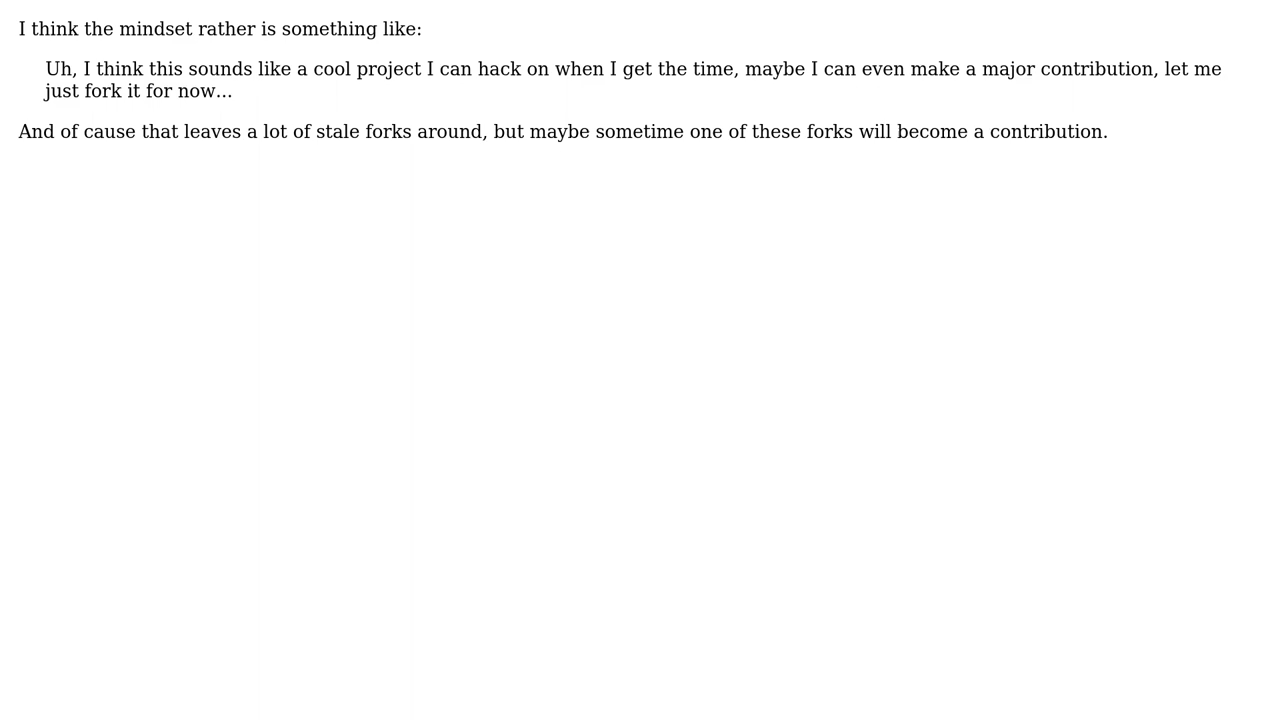 I think the mindset rather is something like:
Uh, I think this sounds like a cool project I can hack on when I get the time, maybe I can even make a major contribution, let me
just fork it for now...
And of cause that leaves a lot of stale forks around, but maybe sometime one of these forks will become a contribution.